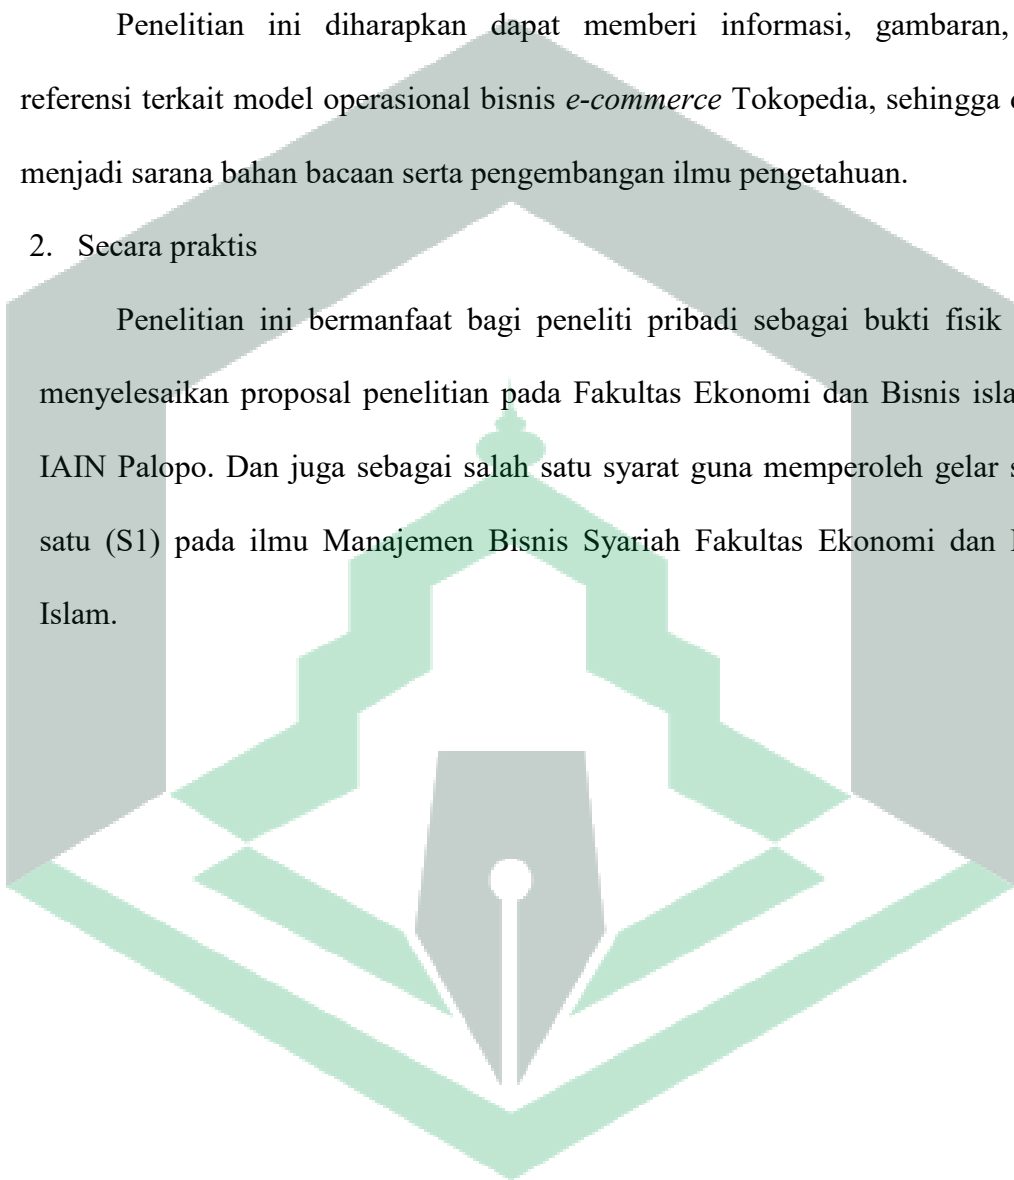 Penelitian ini diharapkan dapat memberi informasi, gambaran,
referensi terkait model operasional bisnis e-commerce Tokopedia, sehingga
menjadi sarana bahan bacaan serta pengembangan ilmu pengetahuan.
2. Secara praktis
Penelitian ini bermanfaat bagi peneliti pribadi sebagai bukti fisik
menyelesaikan proposal penelitian pada Fakultas Ekonomi dan Bisnis
IAIN Palopo. Dan juga sebagai salah satu syarat guna memperoleh gelar
satu (S1) pada ilmu Manajemen Bisnis Syariah Fakultas Ekonomi dan
Islam.